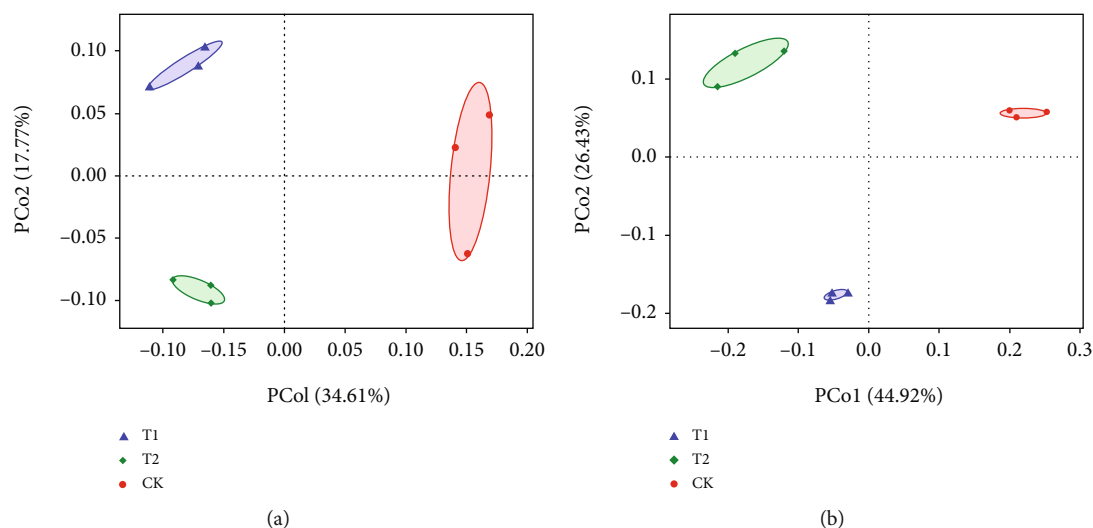 0.10
0.05
0.00
−0.05
−0.10
PCo2 (17.77%)
−0.10
−0.15
0.00
0.05
0.10
0.15
0.20
PCol (34.61%)
T1
T2
CK
(a)
0.1
0.0
−0.1
−0.2
PCo2 (26.43%)
−0.2
−0.1
0.0
0.1
0.2
0.3
PCo1 (44.92%)
T1
T2
CK
(b)